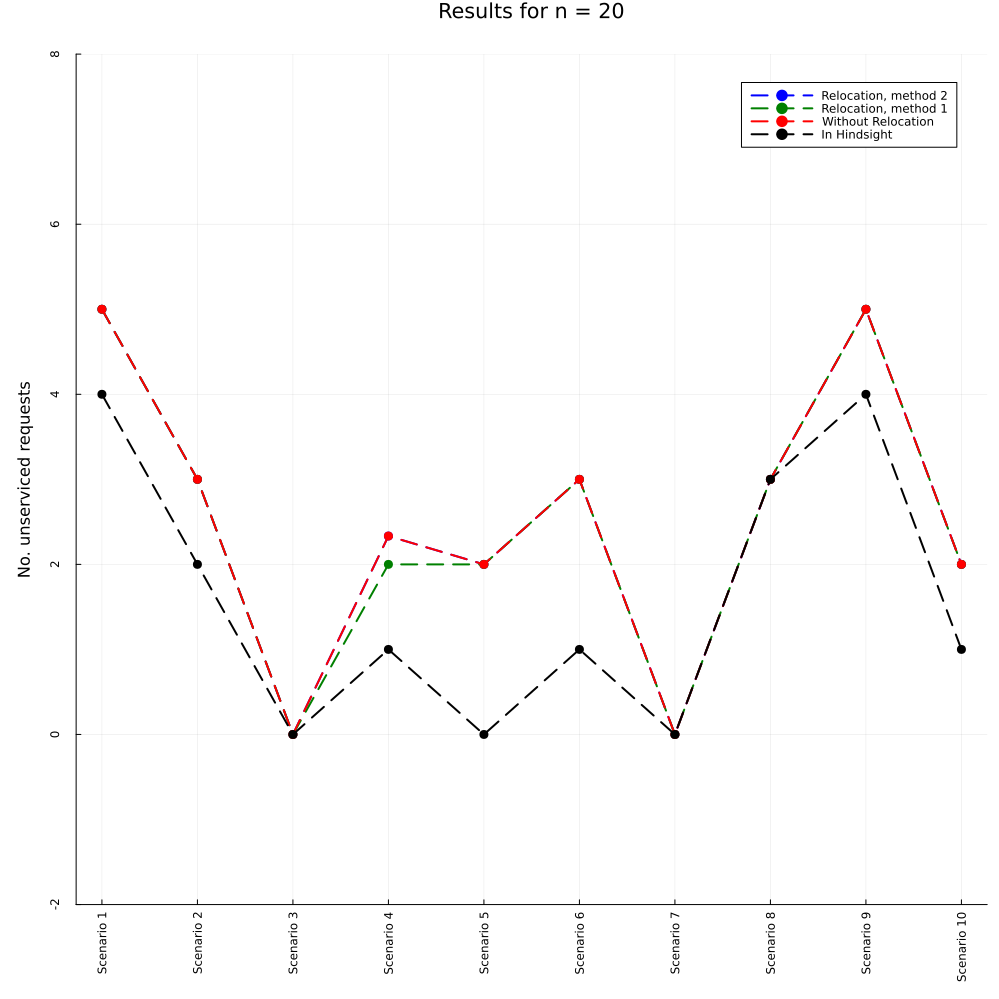 Results for n = 20
8
6
4
2
0
-2
No. unserviced requests
Relocation, method 2
Relocation, method 1
Without Relocation
In Hindsight
Scenario 1
Scenario 2
Scenario 3
Scenario 4
Scenario 5
Scenario 6
Scenario 7
Scenario 8
Scenario 9
Scenario 10